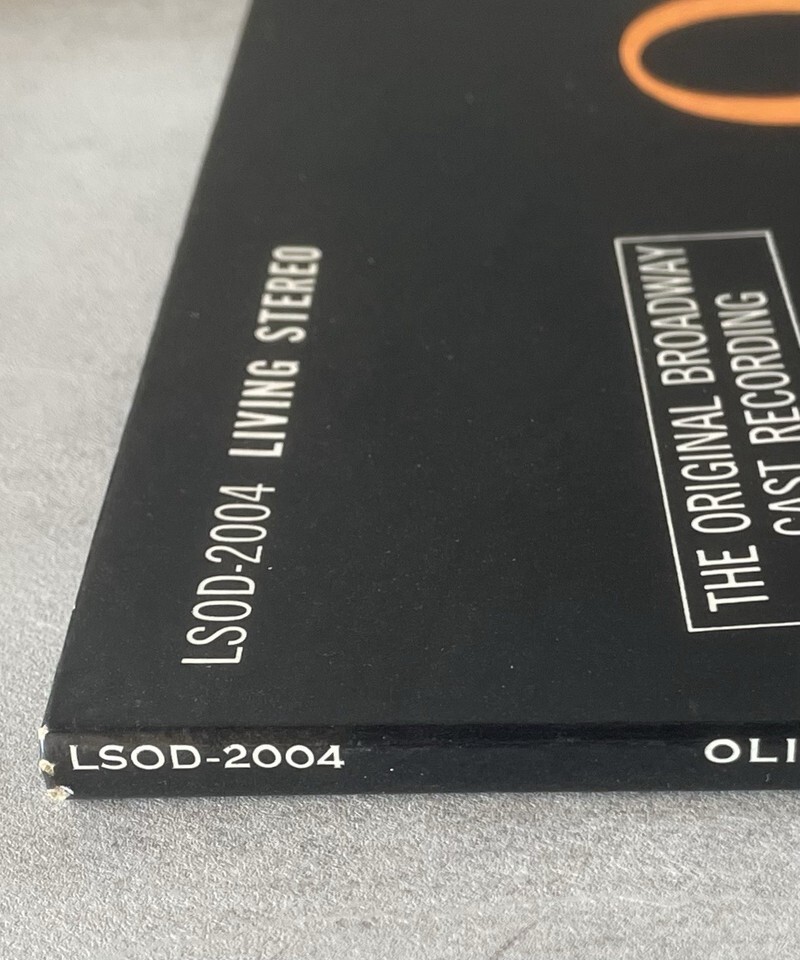 O
LSOD-2004 LIVING STEREO
THE ORIGINAL BROADWAY
CAST RECORDING
LSOD-2004
OLI